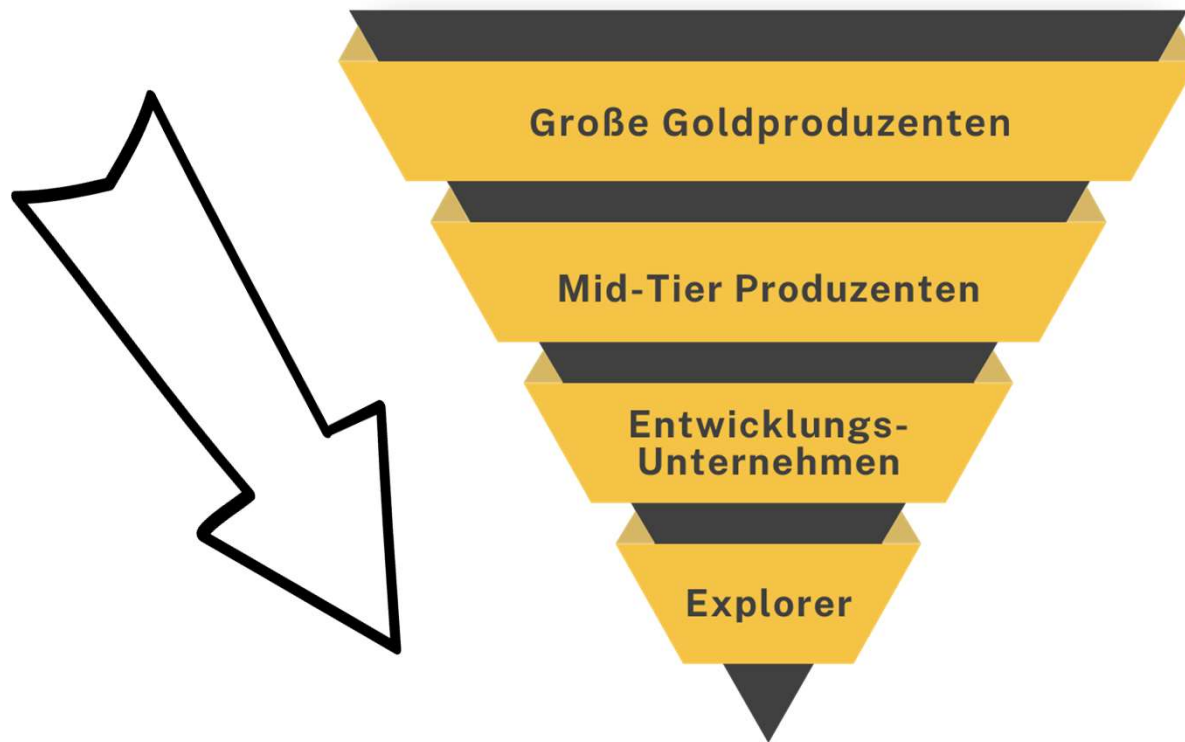 Große Goldproduzenten
Mid-Tier Produzenten
Entwicklungs-
Unternehmen
Explorer